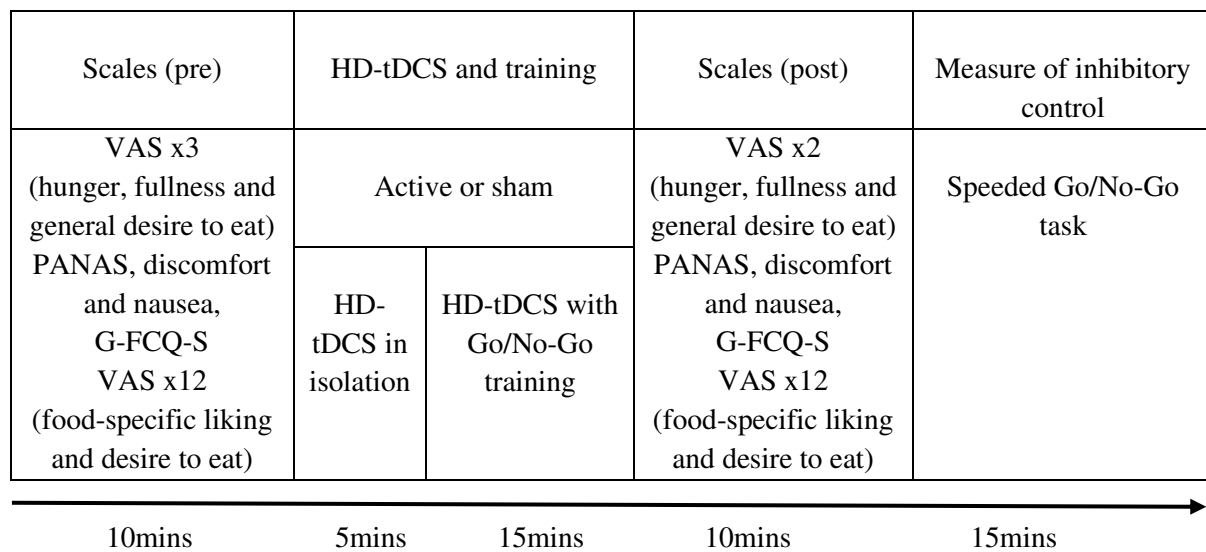 Scales (pre)
HD-tDCS and training
Scales (post)
Measure of inhibitory
control
VAS x3
(hunger, fullness and
general desire to eat)
PANAS, discomfort
and nausea,
G-FCQ-S
VAS x12
(food-specific liking
and desire to eat)
Active or sham
HD-
tDCS in
isolation
HD-tDCS with
Go/No-Go
training
VAS x2
(hunger, fullness and
general desire to eat)
PANAS, discomfort
and nausea,
G-FCQ-S
VAS x12
(food-specific liking
and desire to eat)
Speeded Go/No-Go
task
10mins
5mins
15mins
10mins
15mins